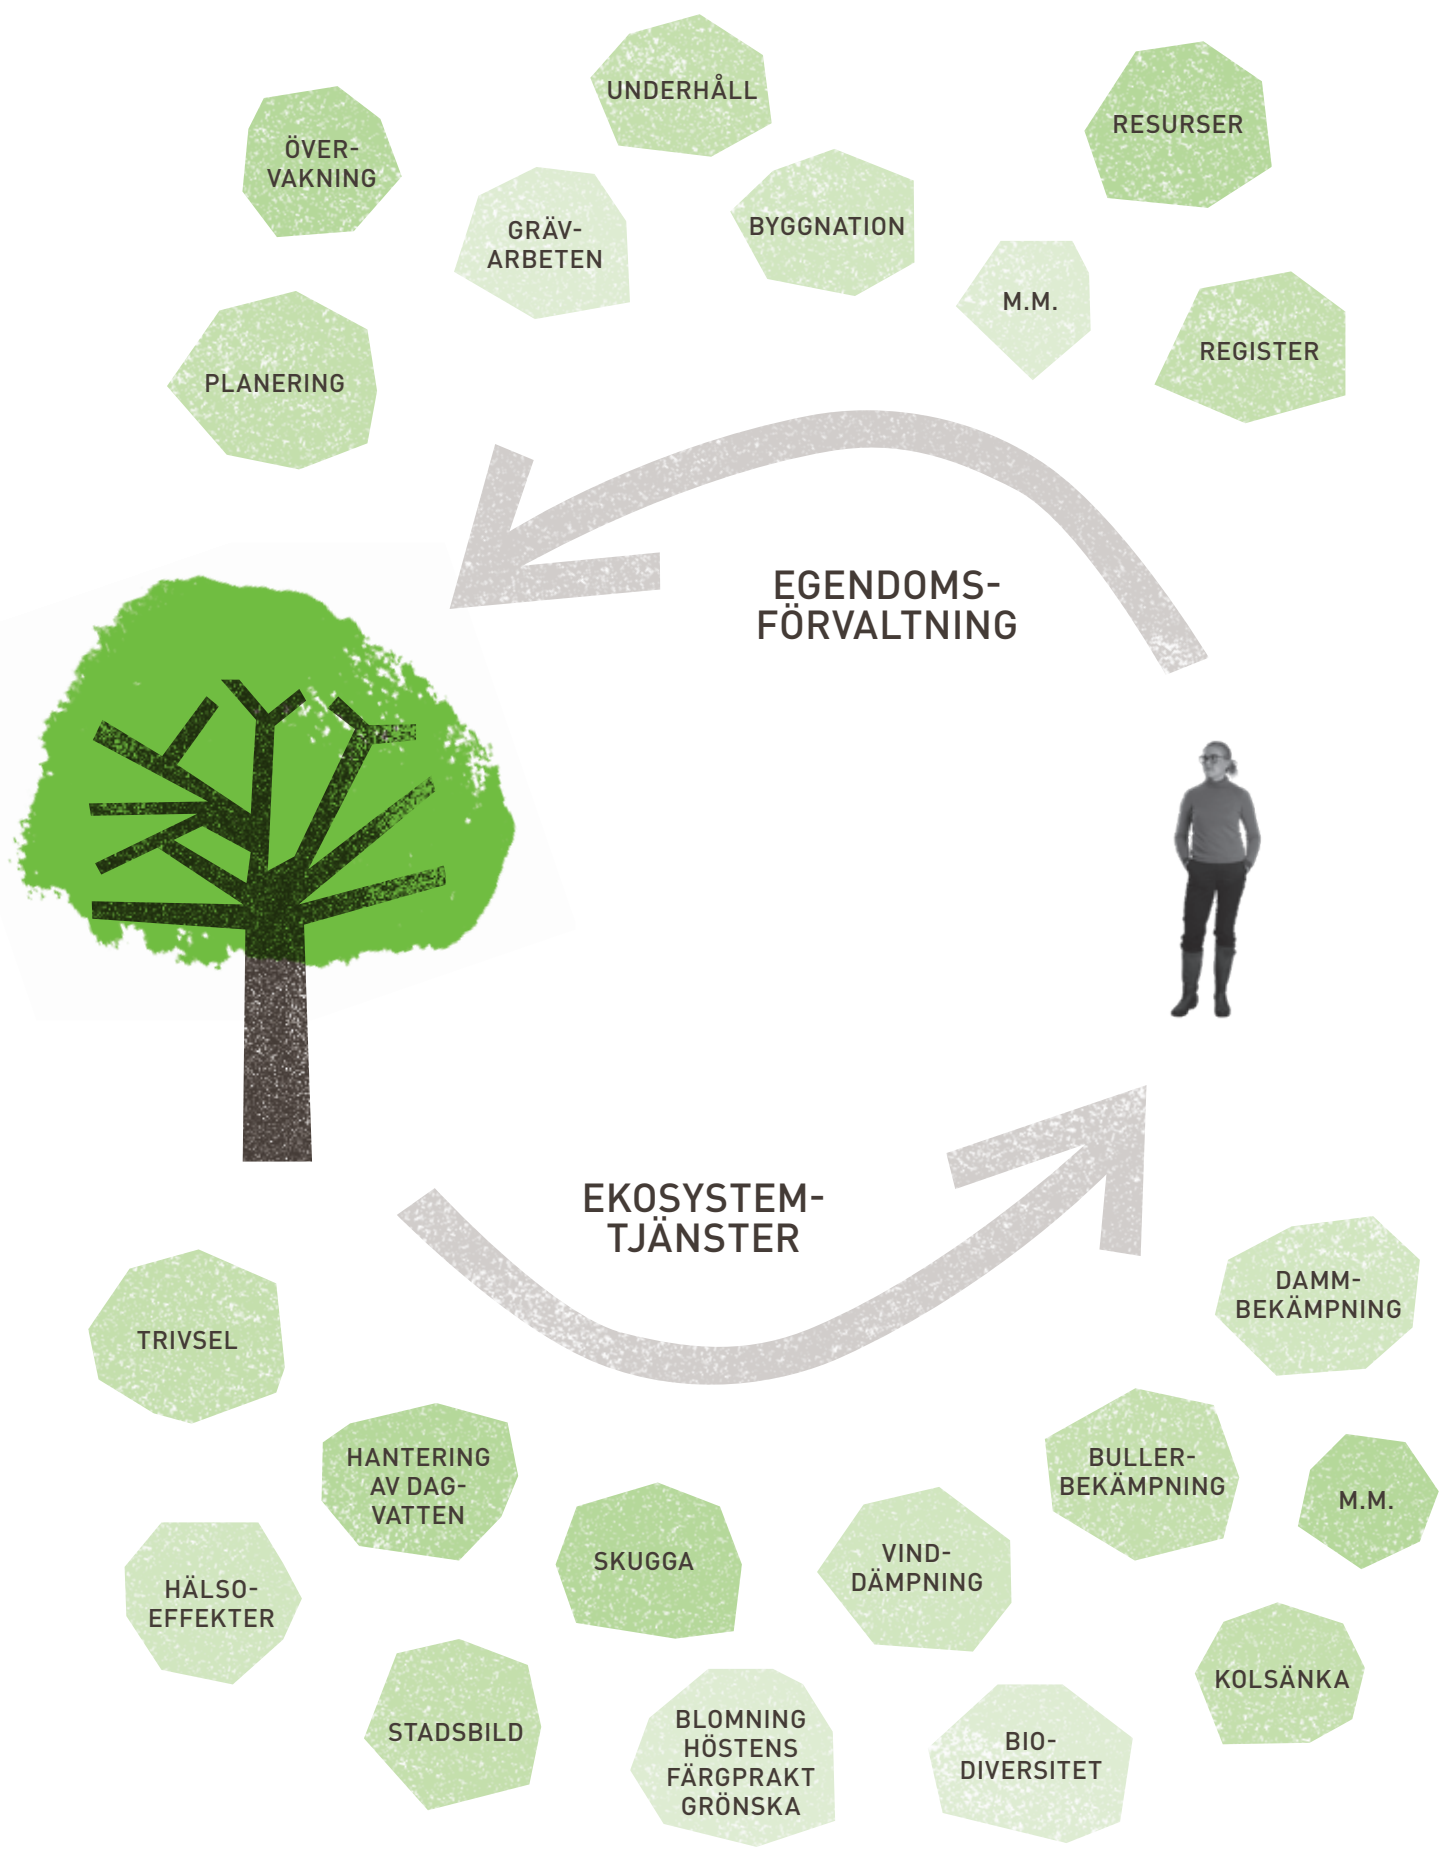 UNDERHÅLL
RESURSER
ÖVER-
VAKNING
GRÄV-
ARBETEN
BYGGNATION
M.M.
REGISTER
PLANERING
EGENDOMS-
FÖRVALTNING
EKOSYSTEM-
TJÄNSTER
DAMM-
BEKÄMPNING
TRIVSEL
HANTERING
AV DAG-
VATTEN
BULLER-
BEKÄMPNING
M.M.
SKUGGA
VIND-
DÄMPNING
HÄLSO-
EFFEKTER
KOLSÄNKA
STADSBILD
BLOMNING
HÖSTENS
FÄRGPRAKT
GRÖNSKA
BIO-
DIVERSITET